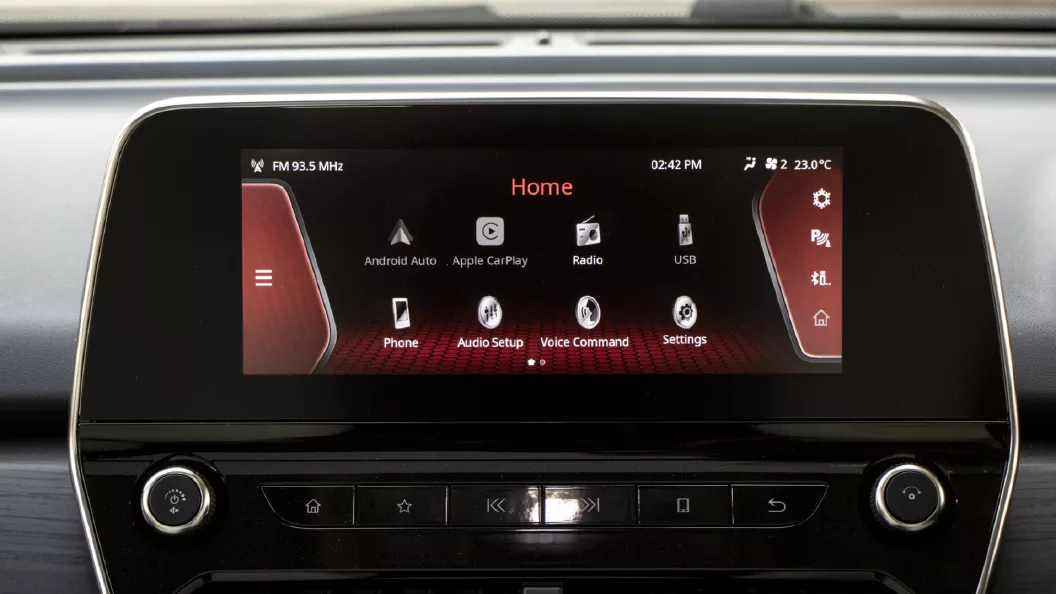 FM 93.5 MHz 02:42 PM 2 23.0°C
Home
Android Auto Apple CarPlay Radio USB
Phone Audio Setup Voice Command Settings